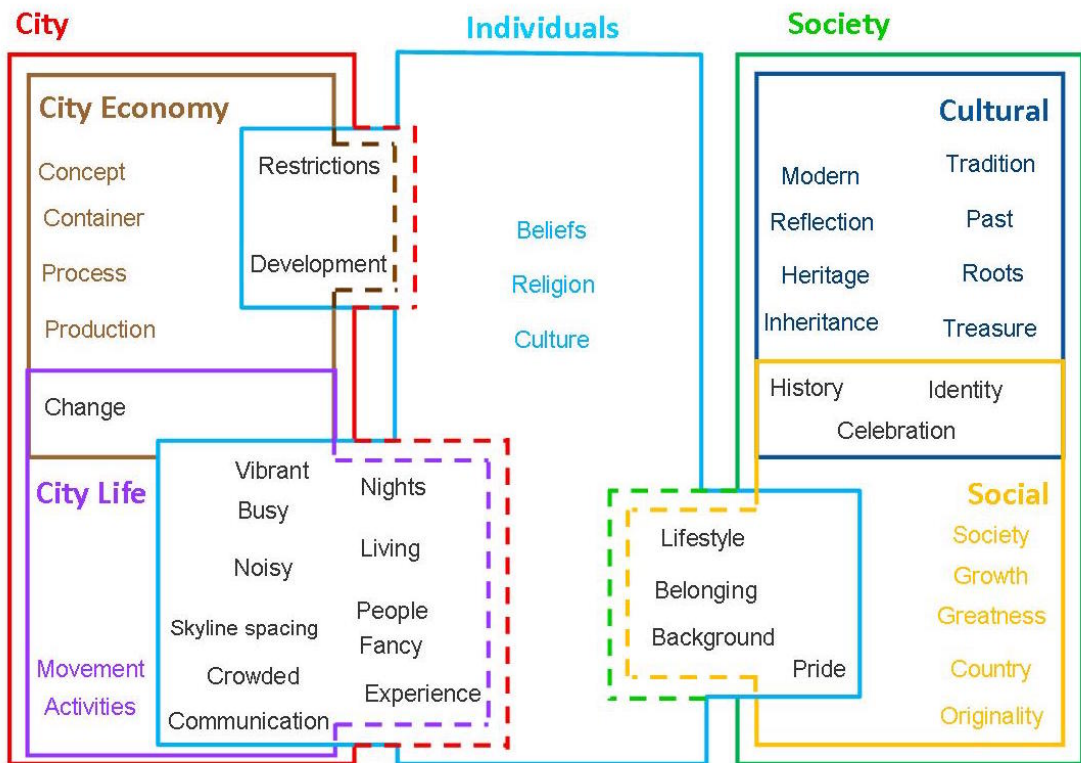 City
Individuals
Society
City Economy
Concept
Container
Process
Production
Restrictions
Development
Change
City Life
Movement
Activities
Vibrant
Busy
Noisy
Skyline spacing
Crowded
Communication
Nights
Living
People
Fancy
Experience
Beliefs
Religion
Culture
Cultural
Modern
Reflection
Heritage
Inheritance
Tradition
Past
Roots
Treasure
History
Identity
Celebration
Lifestyle
Belonging
Background
Pride
Social
Society
Growth
Greatness
Country
Originality